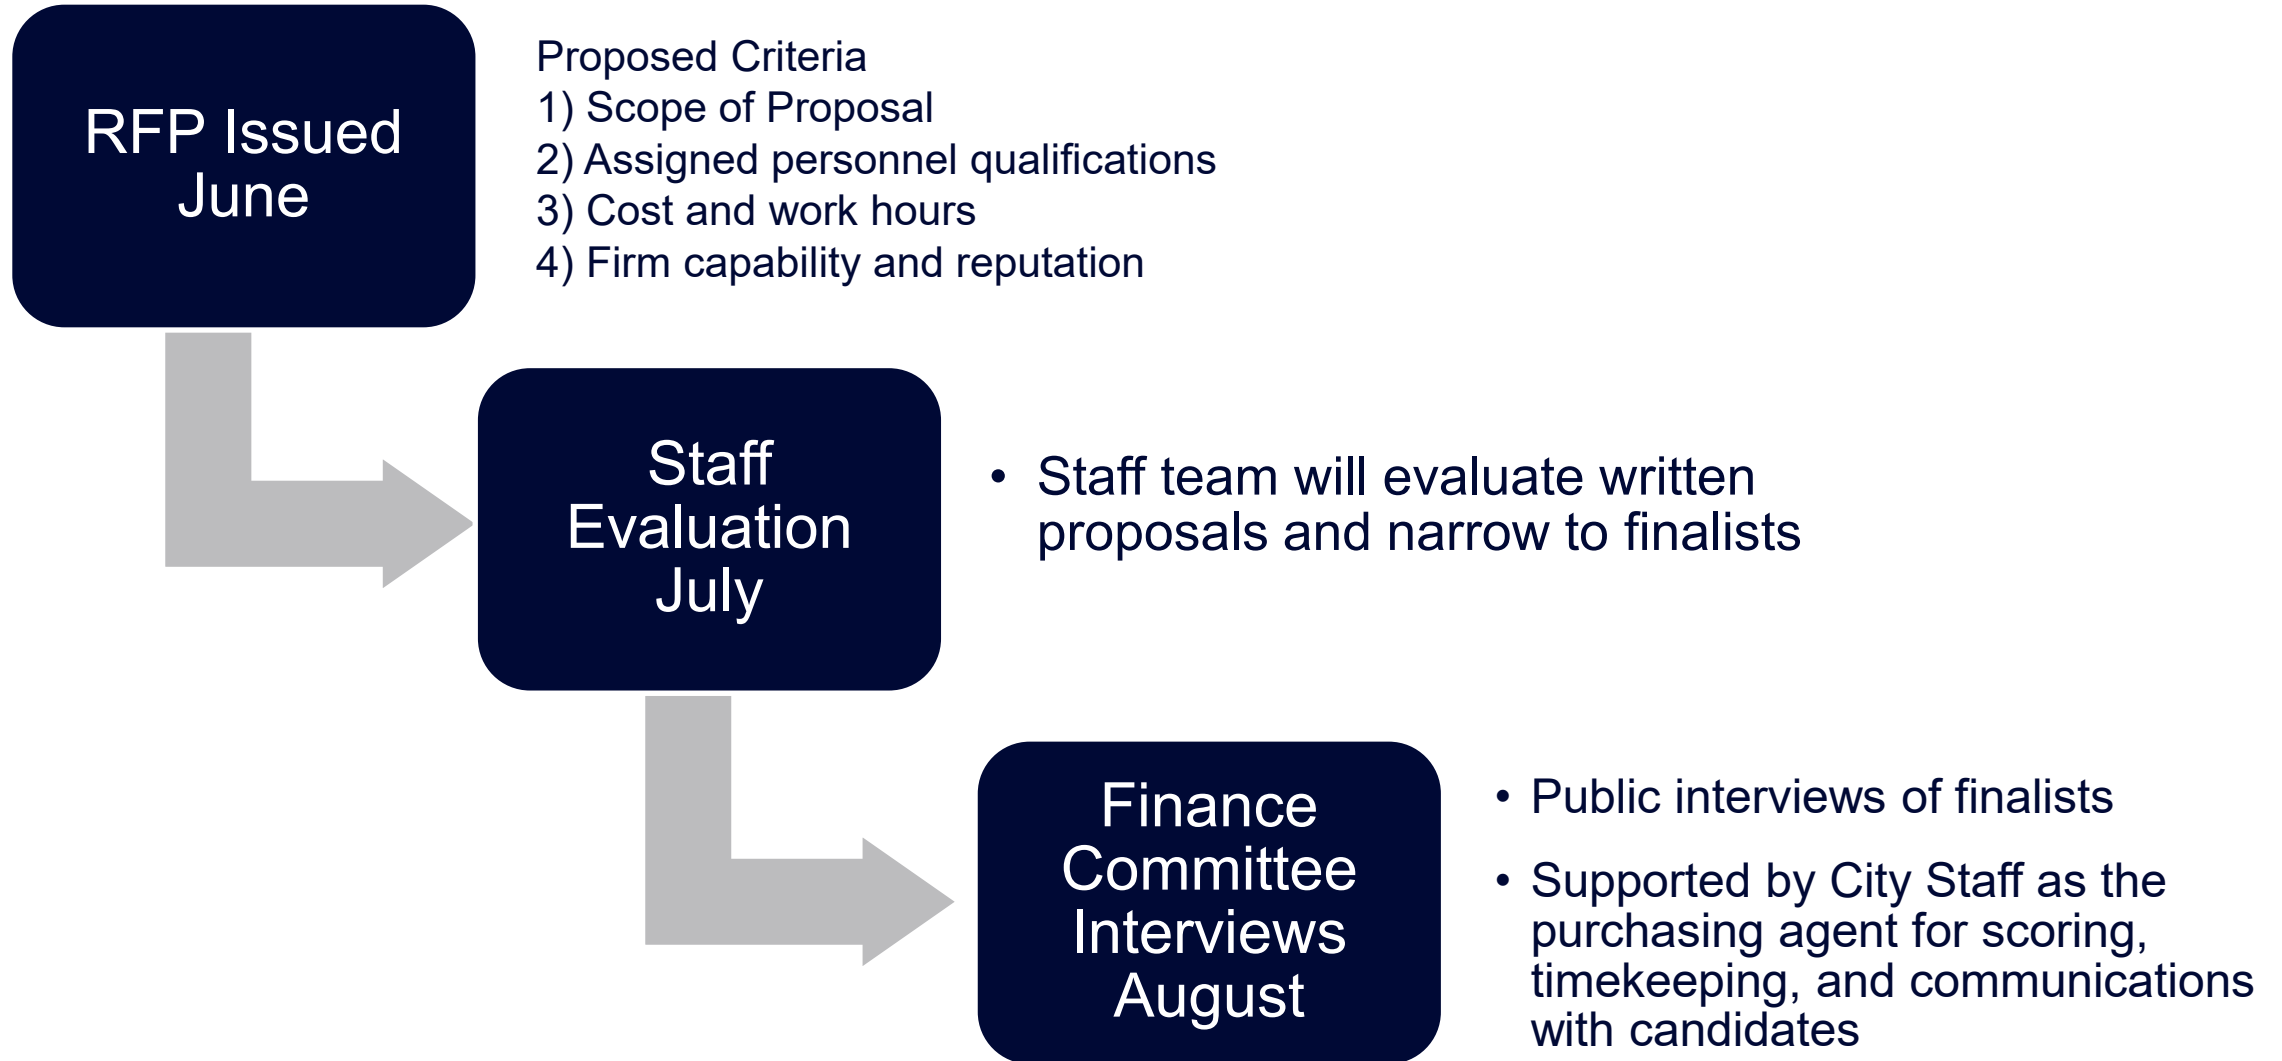 RFP Issued
June
Proposed Criteria
1) Scope of Proposal
2) Assigned personnel qualifications
3) Cost and work hours
4) Firm capability and reputation
Staff
Evaluation
July
• Staff team will evaluate written
proposals and narrow to finalists
Finance
Committee
Interviews
August
• Public interviews of finalists
• Supported by City Staff as the
purchasing agent for scoring,
timekeeping, and communications
with candidates